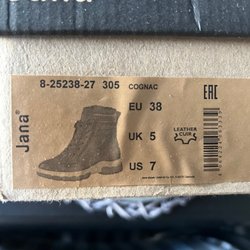 8-25238-27 305 COGNAC
EAC
Jana®
EU 38
UK 5
US 7
LEATHER
CUIR